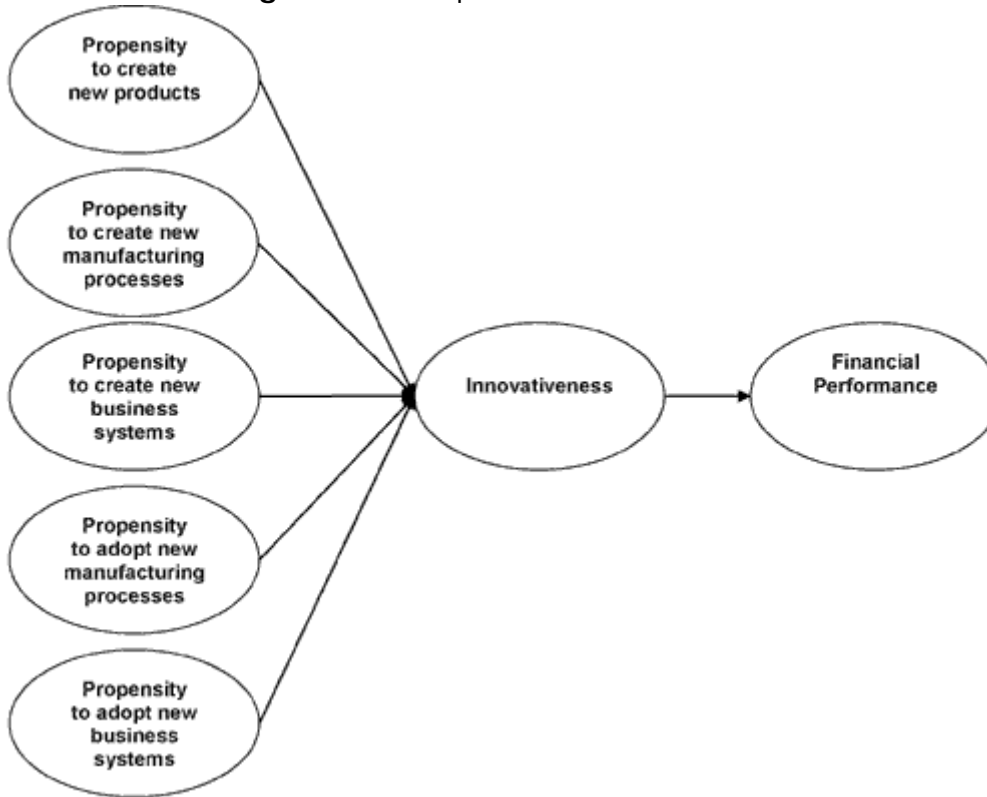 Propensity
to create
new products
Propensity
to create new
manufacturing
processes
Propensity
to create new
business
systems
Innovativeness
Financial
Performance
Propensity
to adopt new
manufacturing
processes
Propensity
to adopt new
business
systems